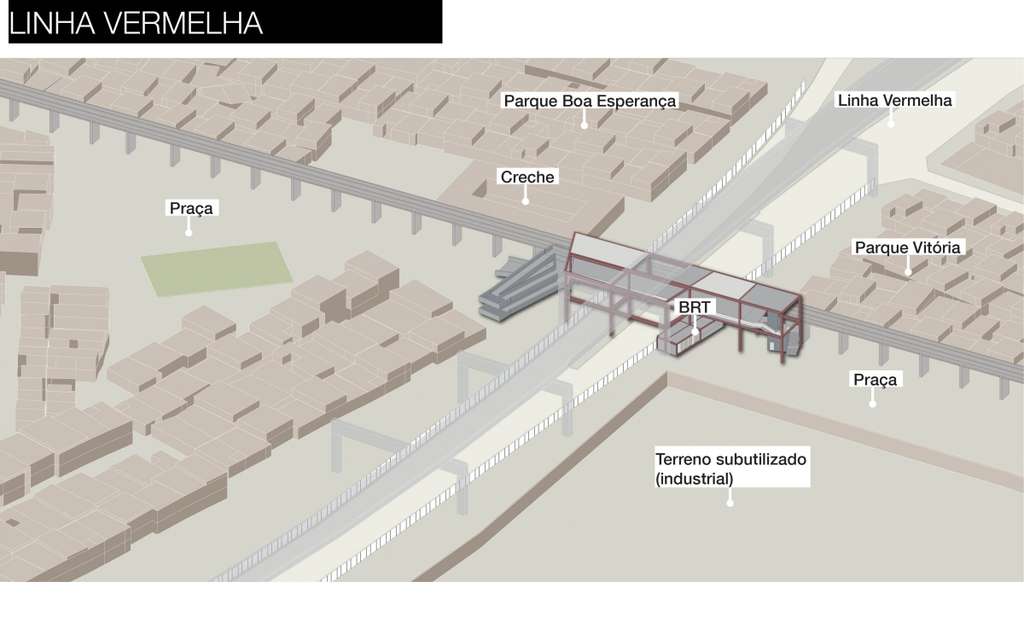 LINHA VERMELHA
Parque Boa Esperança
Linha Vermelha
Creche
Praça
Parque Vitória
BRT
Praça
Terreno subutilizado
(industrial)